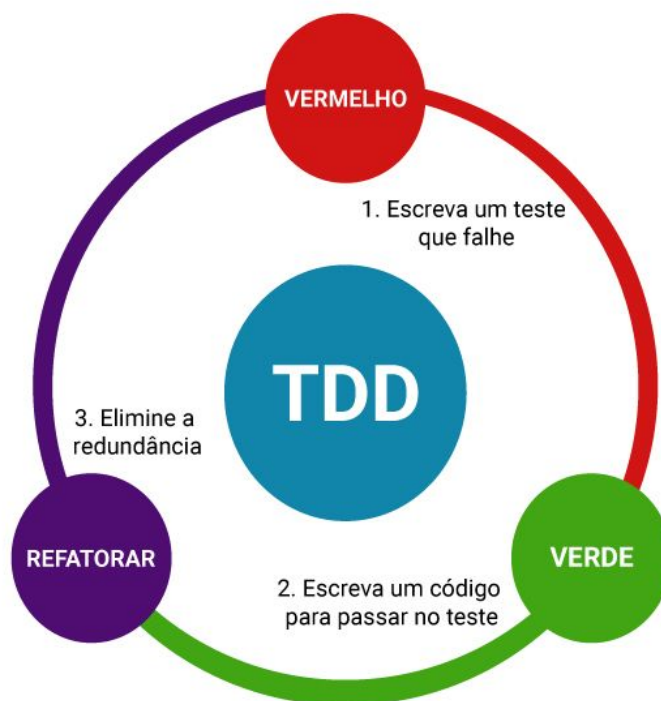 VERMELHO
1. Escreva um teste
que falhe
TDD
3. Elimine a
redundância
REFATORAR
VERDE
2. Escreva um código
para passar no teste